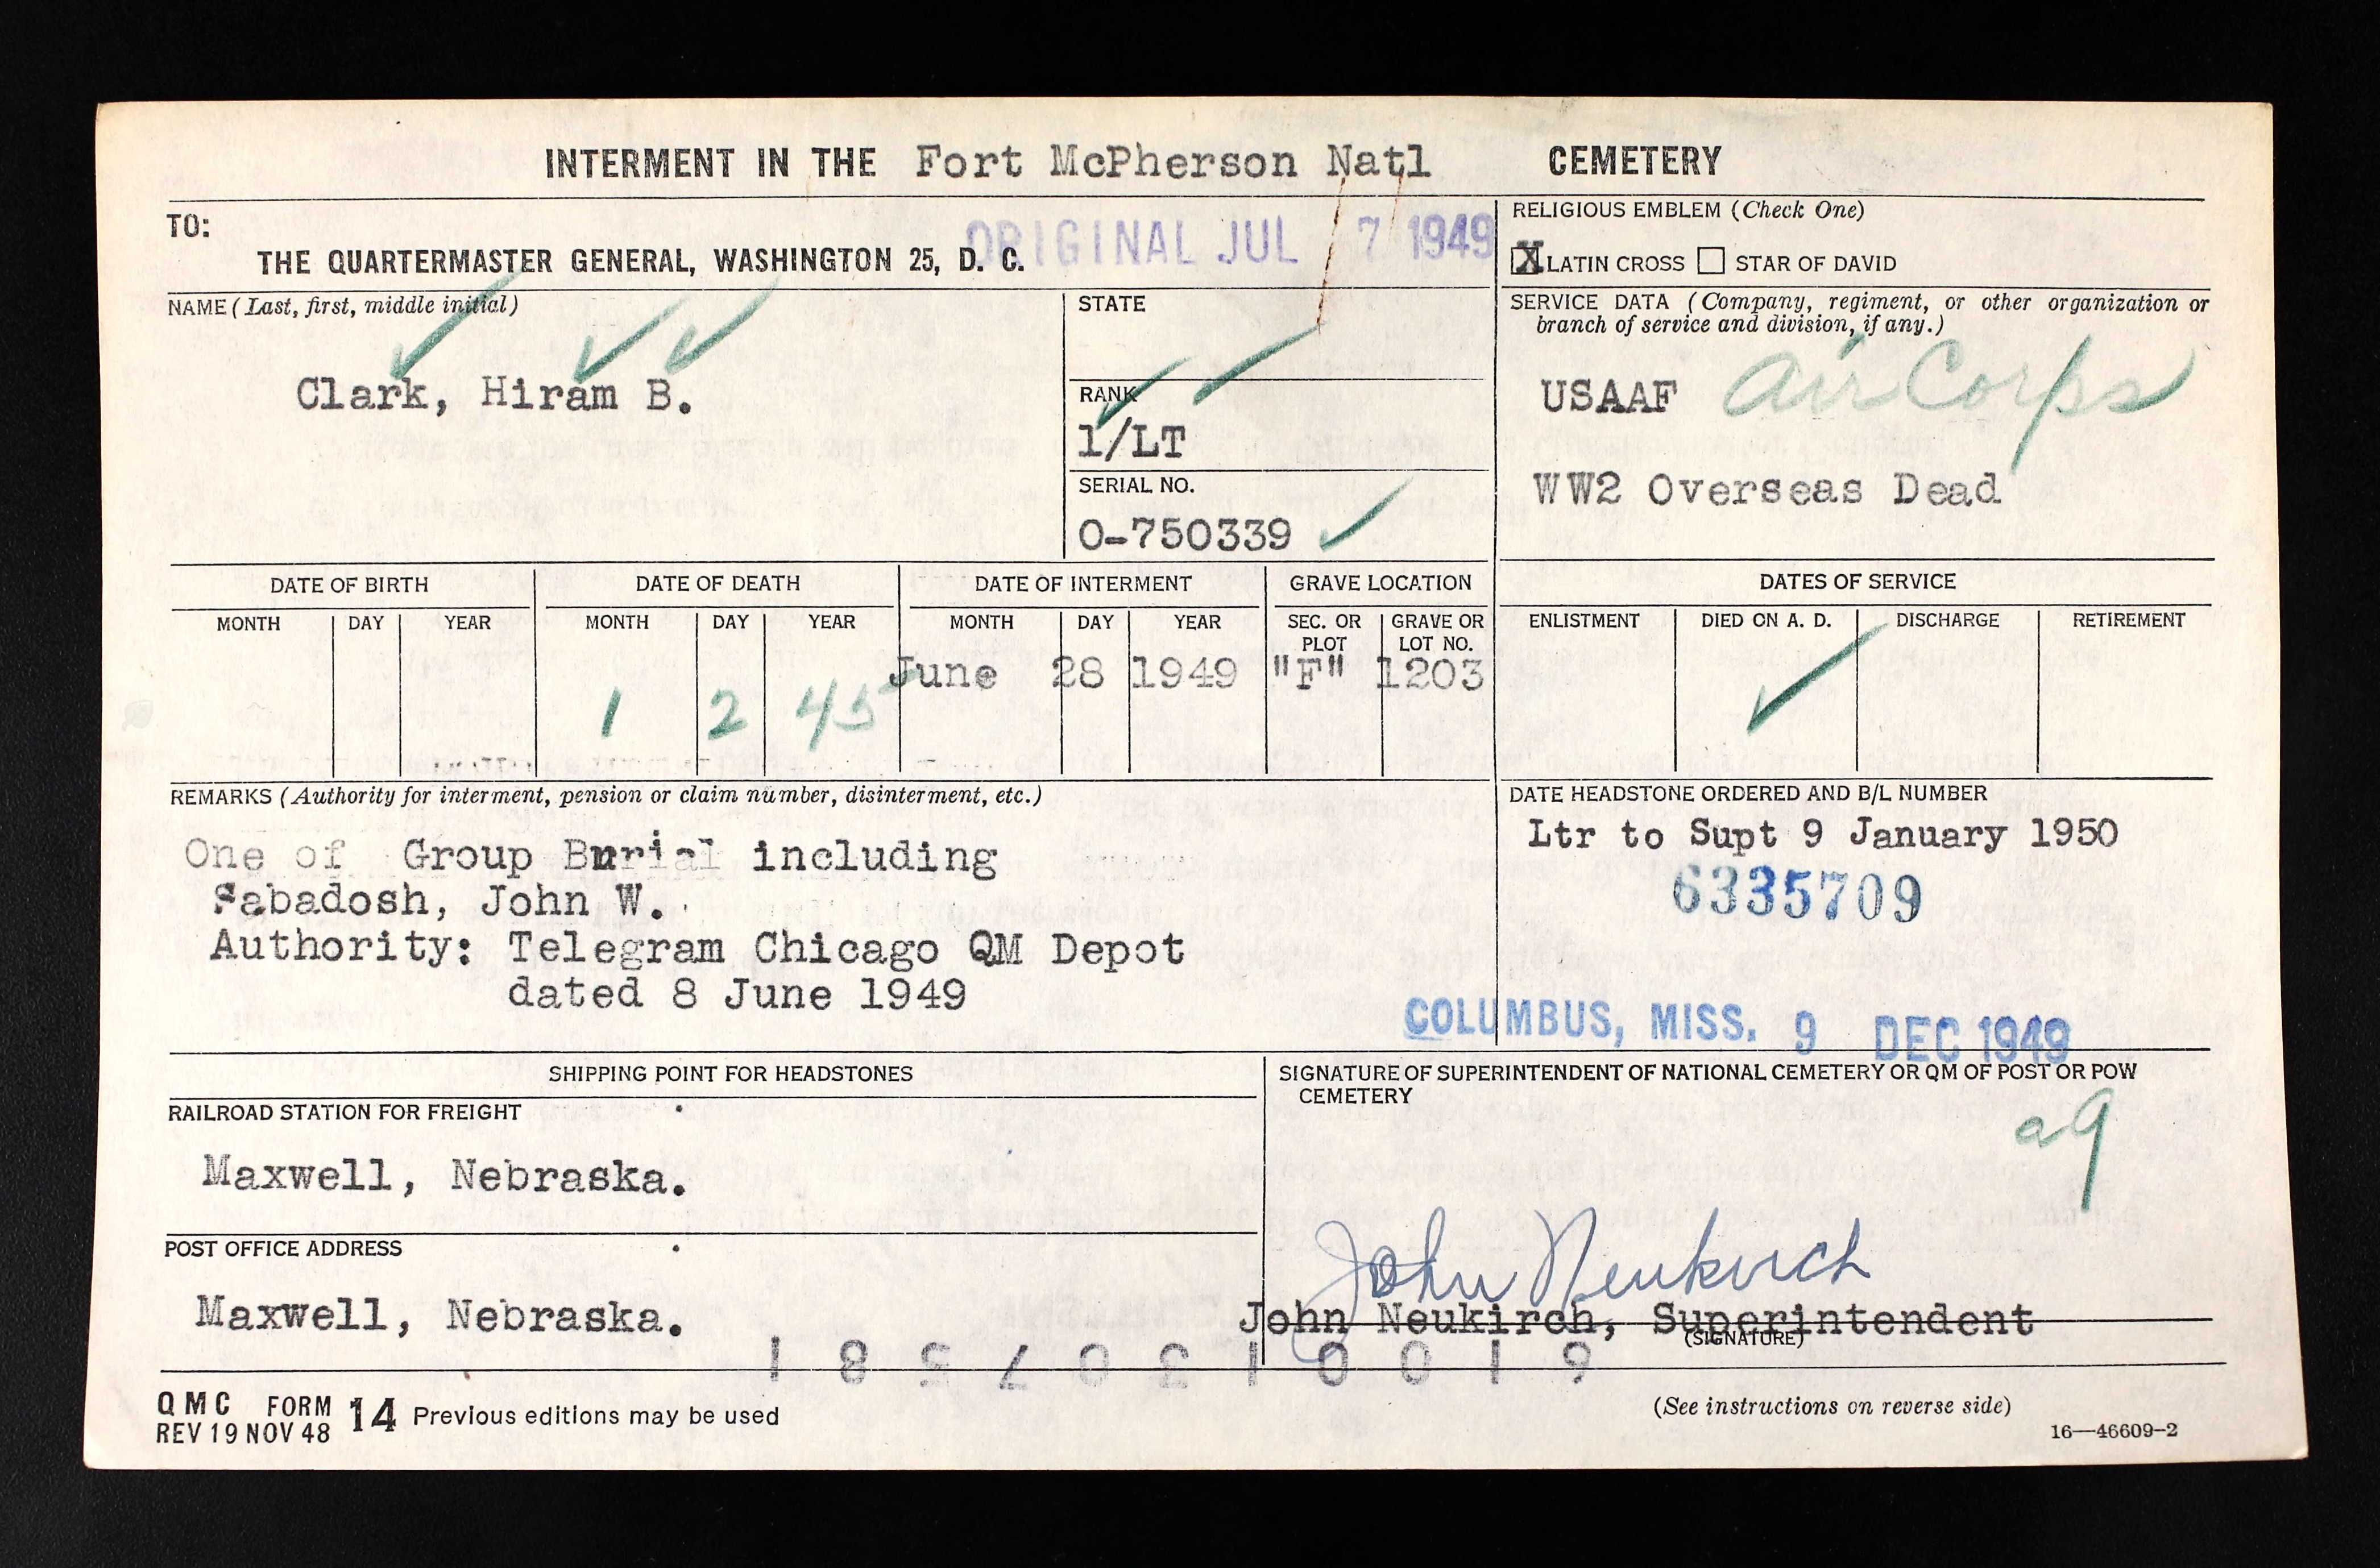 INTERMENT IN THE Fort McPherson Natl CEMETERY
TO:
THE QUARTERMASTER GENERAL, WASHINGTON 25, D. C.
ORIGINAL JUL 7 1949
RELIGIOUS EMBLEM (Check One)
X LATIN CROSS STAR OF DAVID
NAME (Last, first, middle initial)
Clark, Hiram B.
STATE
RANK
1/LT
SERIAL NO.
O-750339
SERVICE DATA (Company, regiment, or other organization or
branch of service and division, if any.)
USAAF Air Corps
WW2 Overseas Dead
DATE OF BIRTH DATE OF DEATH DATE OF INTERMENT GRAVE LOCATION DATES OF SERVICE
MONTH DAY YEAR MONTH DAY YEAR MONTH DAY YEAR SEC. OR PLOT GRAVE OR LOT NO. ENLISTMENT DIED ON A. D. DISCHARGE RETIREMENT
1 2 45 June 28 1949 "F" 1203
REMARKS (Authority for interment, pension or claim number, disinterment, etc.)
One of Group Burial including
Sabadosh, John W.
Authority: Telegram Chicago QM Depot
dated 8 June 1949
DATE HEADSTONE ORDERED AND B/L NUMBER
Ltr to Supt 9 January 1950
6335709
COLUMBUS, MISS. 9 DEC 1949
SHIPPING POINT FOR HEADSTONES
RAILROAD STATION FOR FREIGHT
Maxwell, Nebraska.
POST OFFICE ADDRESS
Maxwell, Nebraska.
SIGNATURE OF SUPERINTENDENT OF NATIONAL CEMETERY OR QM OF POST OR POW
CEMETERY
John Neukirch
John Neukirch, Superintendent
(SIGNATURE)
QMC FORM 14 Previous editions may be used
REV 19 NOV 48
(See instructions on reverse side)
16—46609-2